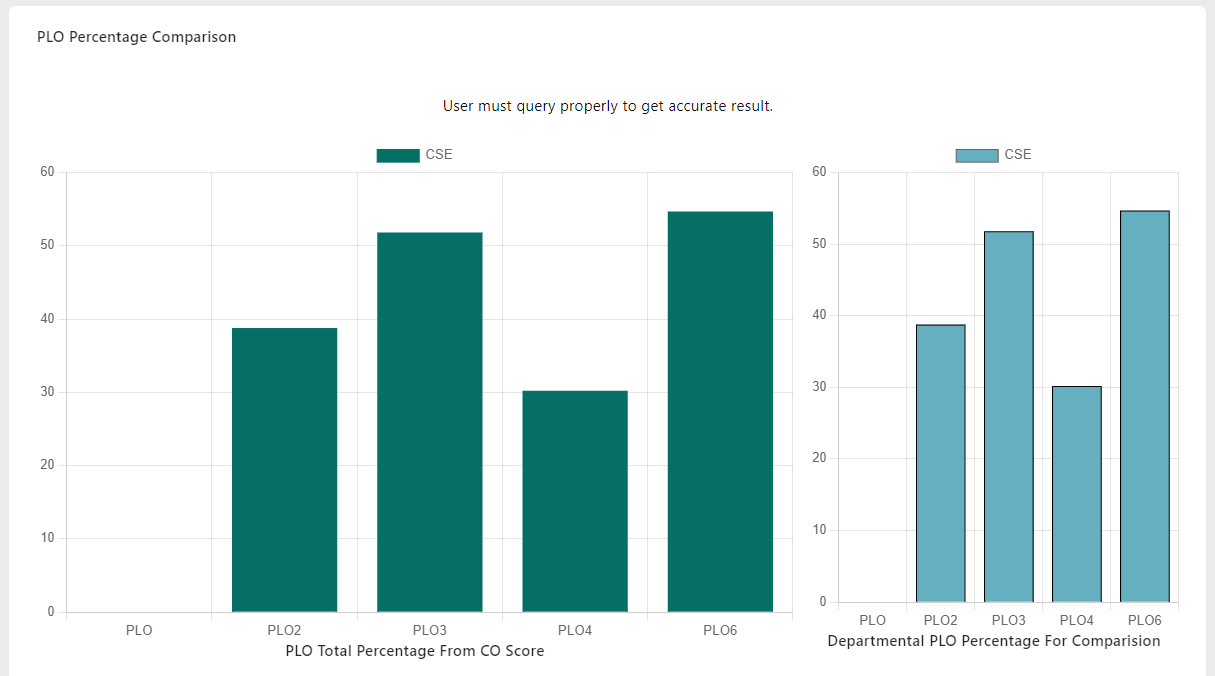 PLO Percentage Comparison
User must query properly to get accurate result.
CSE
60
50
40
30
20
10
0
PLO PLO2 PLO3 PLO4 PLO6
PLO Total Percentage From CO Score
CSE
60
50
40
30
20
10
0
PLO PLO2 PLO3 PLO4 PLO6
Departmental PLO Percentage For Comparision